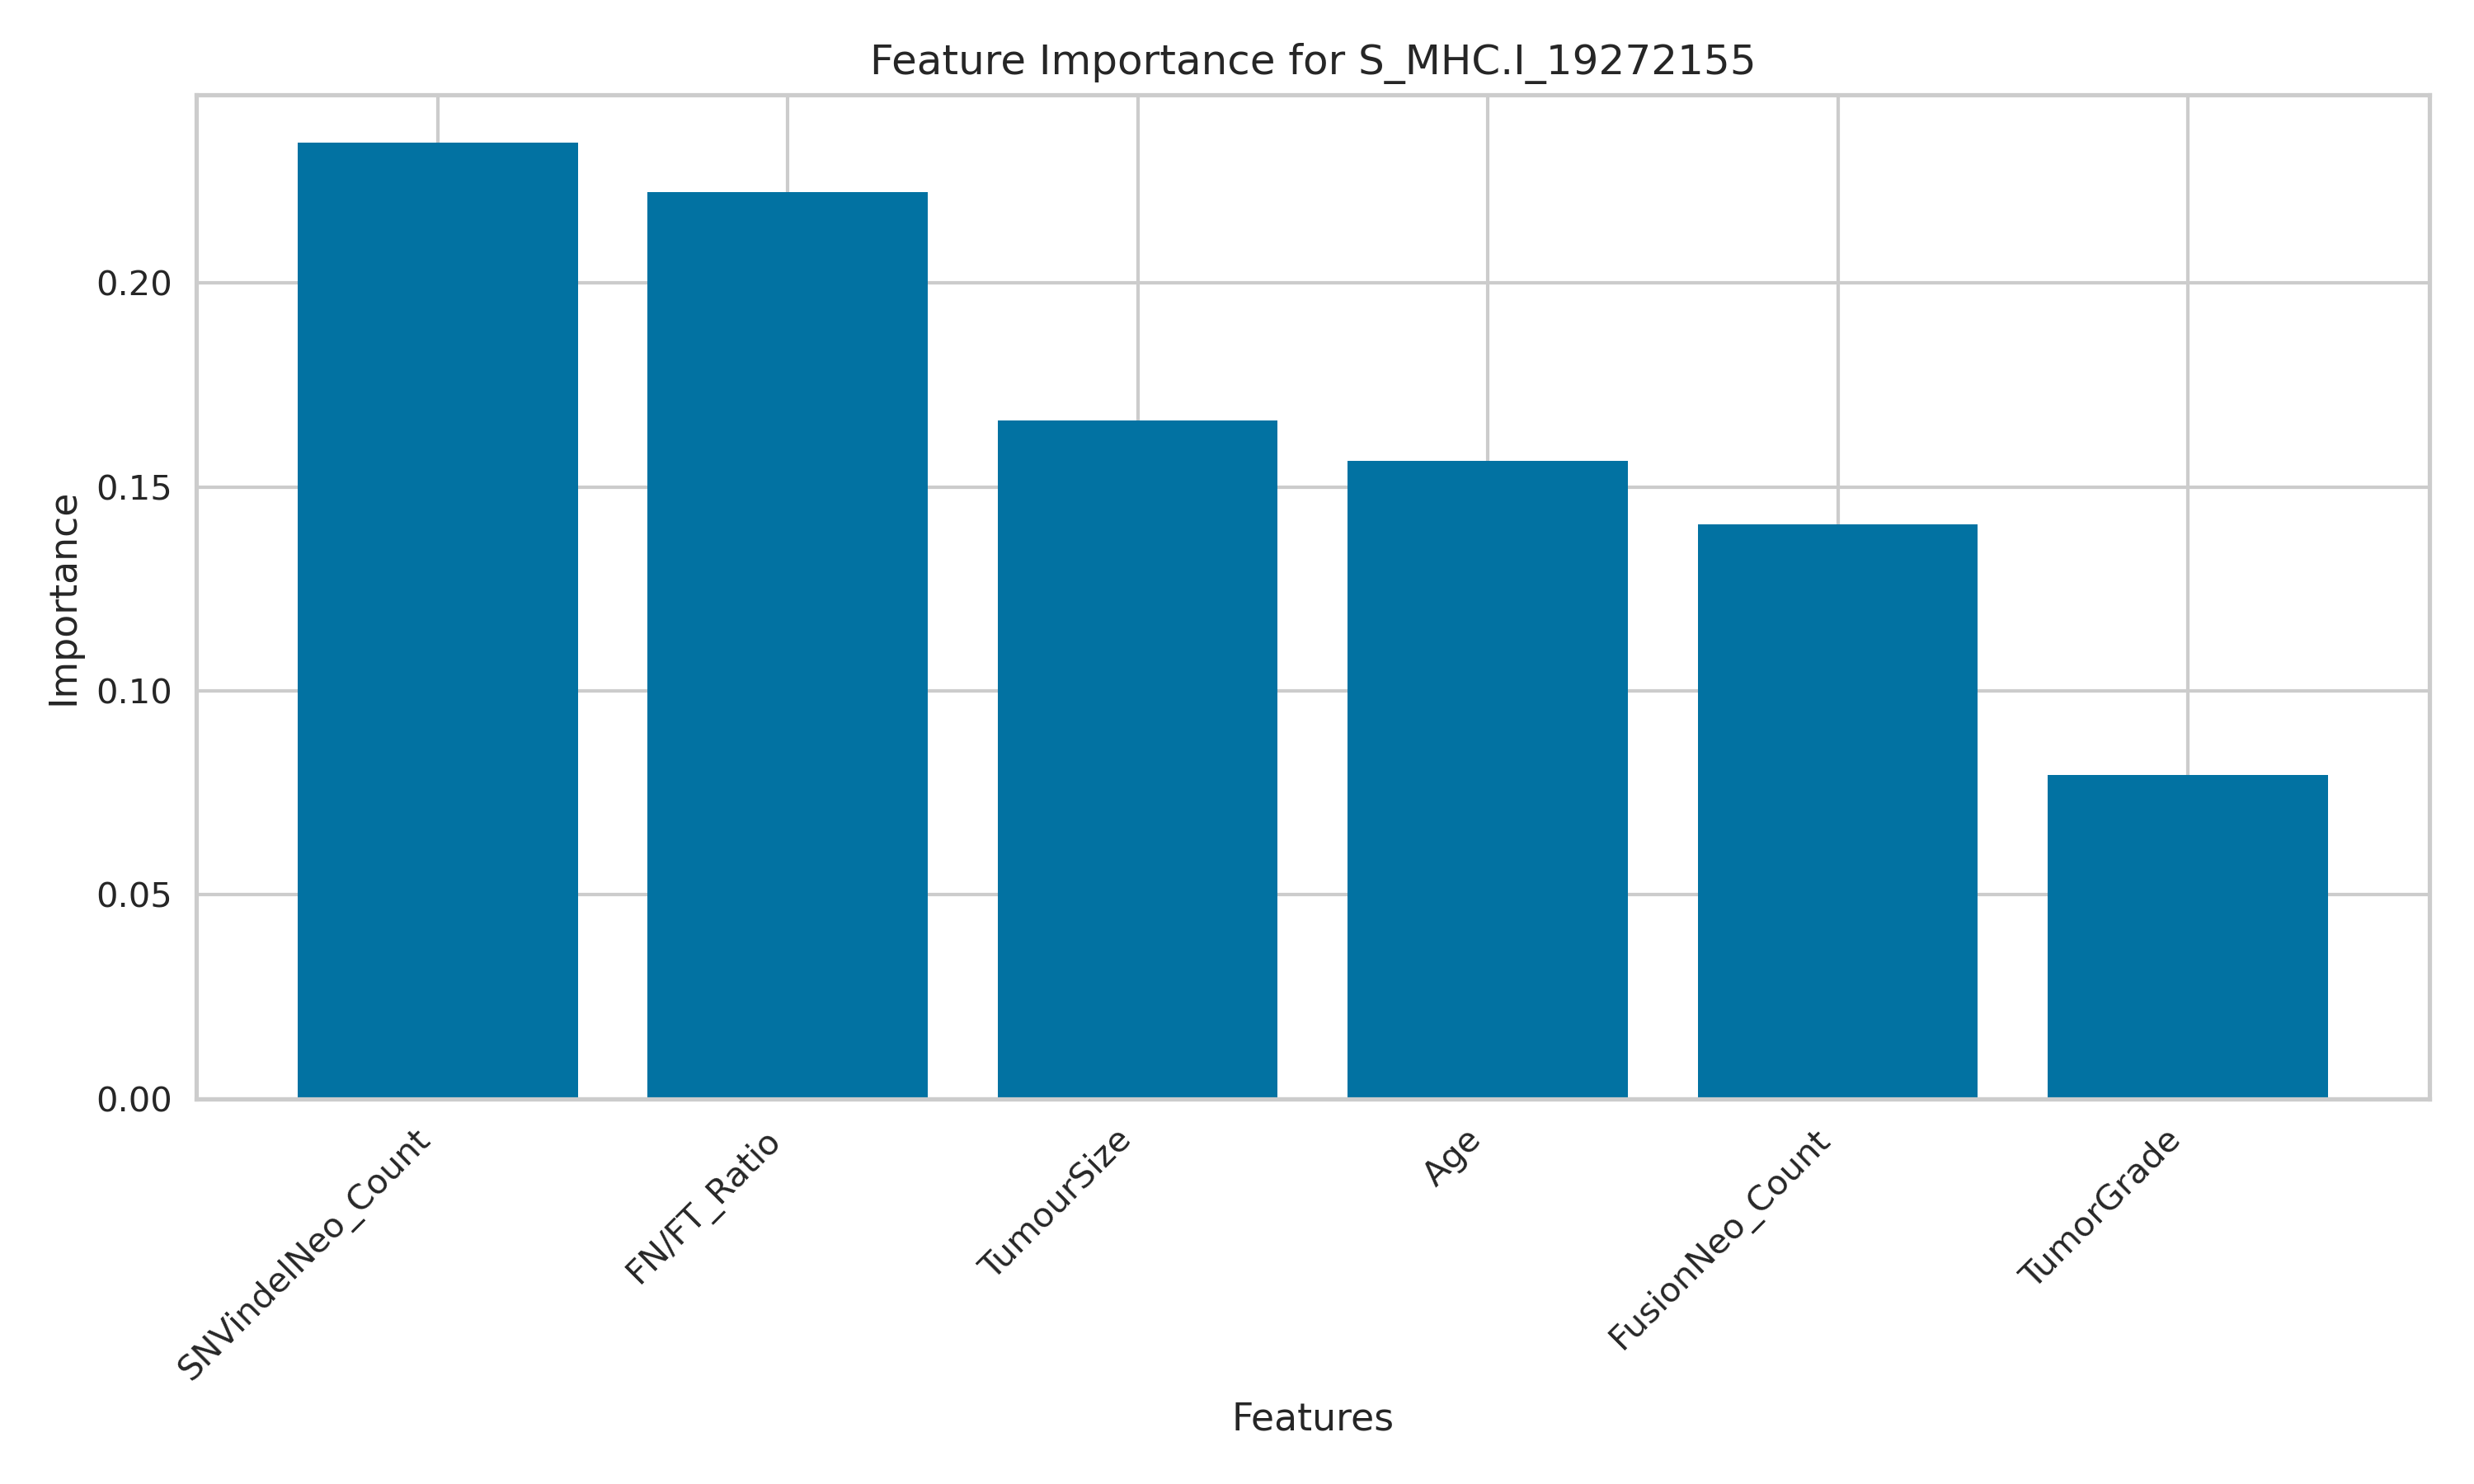 Feature Importance for S_MHC.I_19272155
Importance
0.20
0.15
0.10
0.05
0.00
SNVindelNeo_Count
FN/FT_Ratio
TumourSize
Age
FusionNeo_Count
TumorGrade
Features